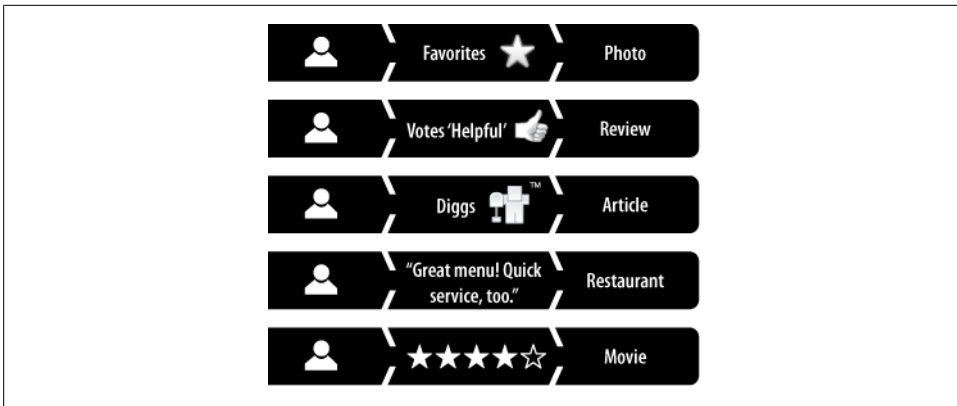 Favorites Photo
Votes ‘Helpful’ Review
Diggs ™ Article
“Great menu! Quick
service, too.” Restaurant
Movie